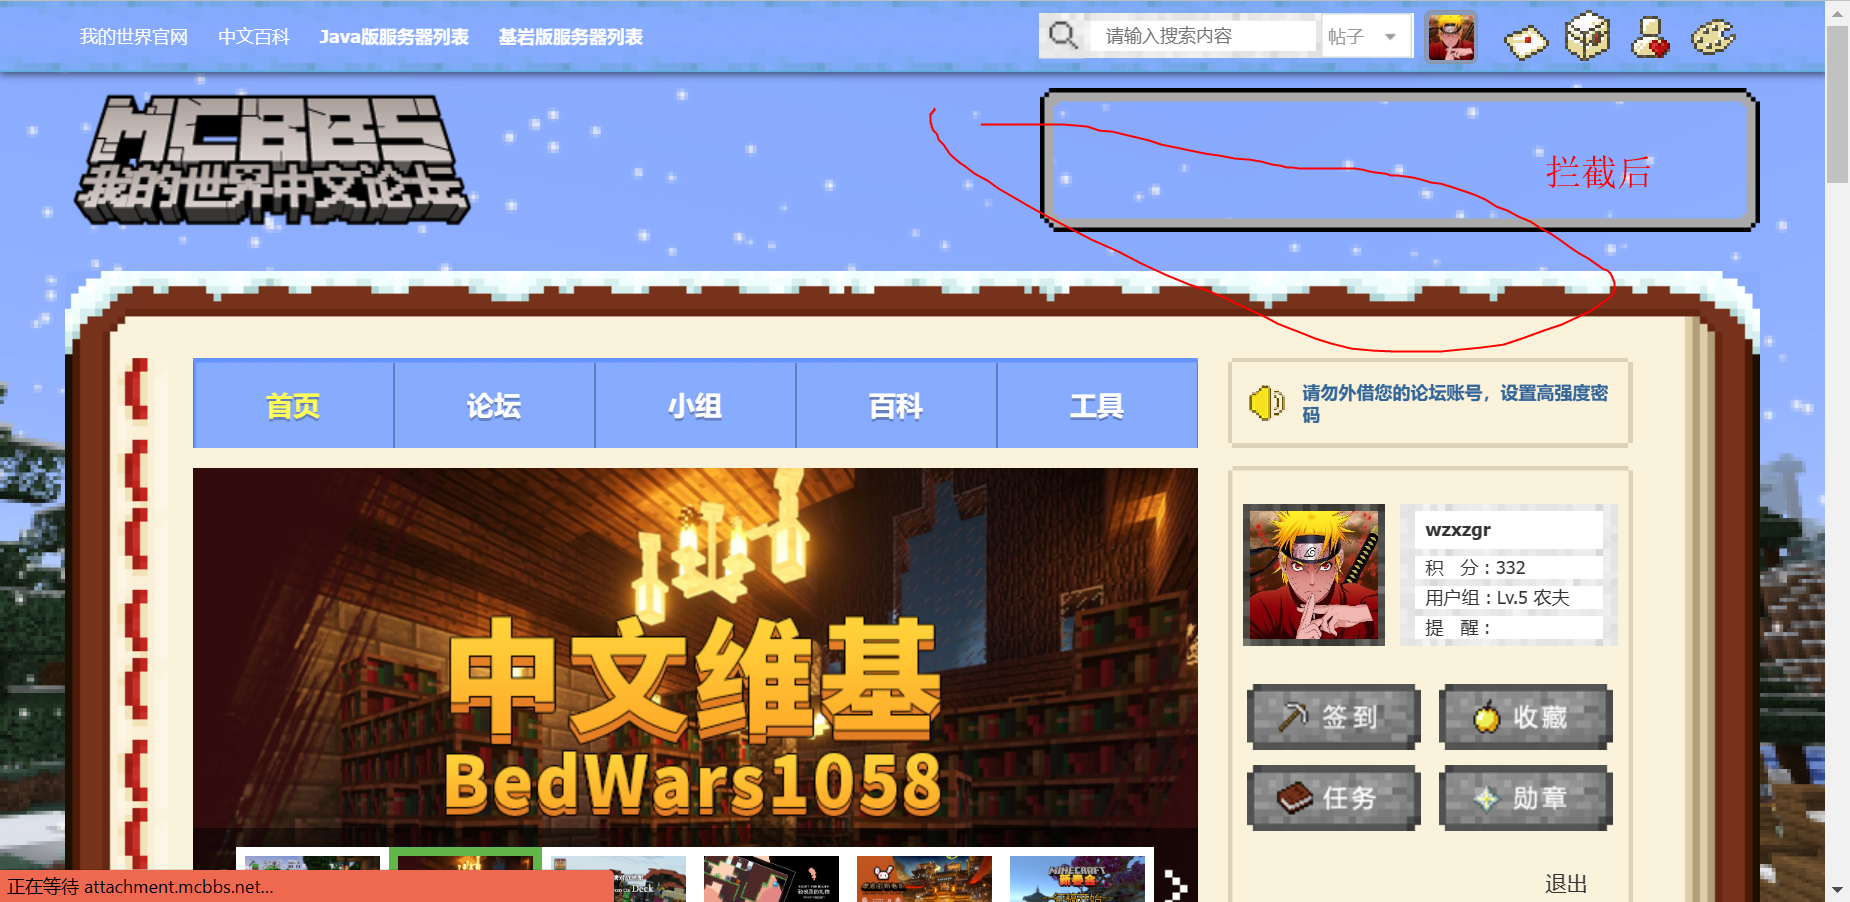 我的世界官网 中文百科 Java版服务器列表 基岩版服务器列表
请输入搜索内容 帖子
MCBBS
我的世界中文论坛
拦截后
首页 论坛 小组 百科 工具
请勿外借您的论坛账号，设置高强度密
码
中文维基
BedWars1058
wzxzgr
积 分：332
用户组：Lv.5 农夫
提 醒：
签到 收藏
任务 勋章
退出
正在等待 attachment.mcbbs.net...